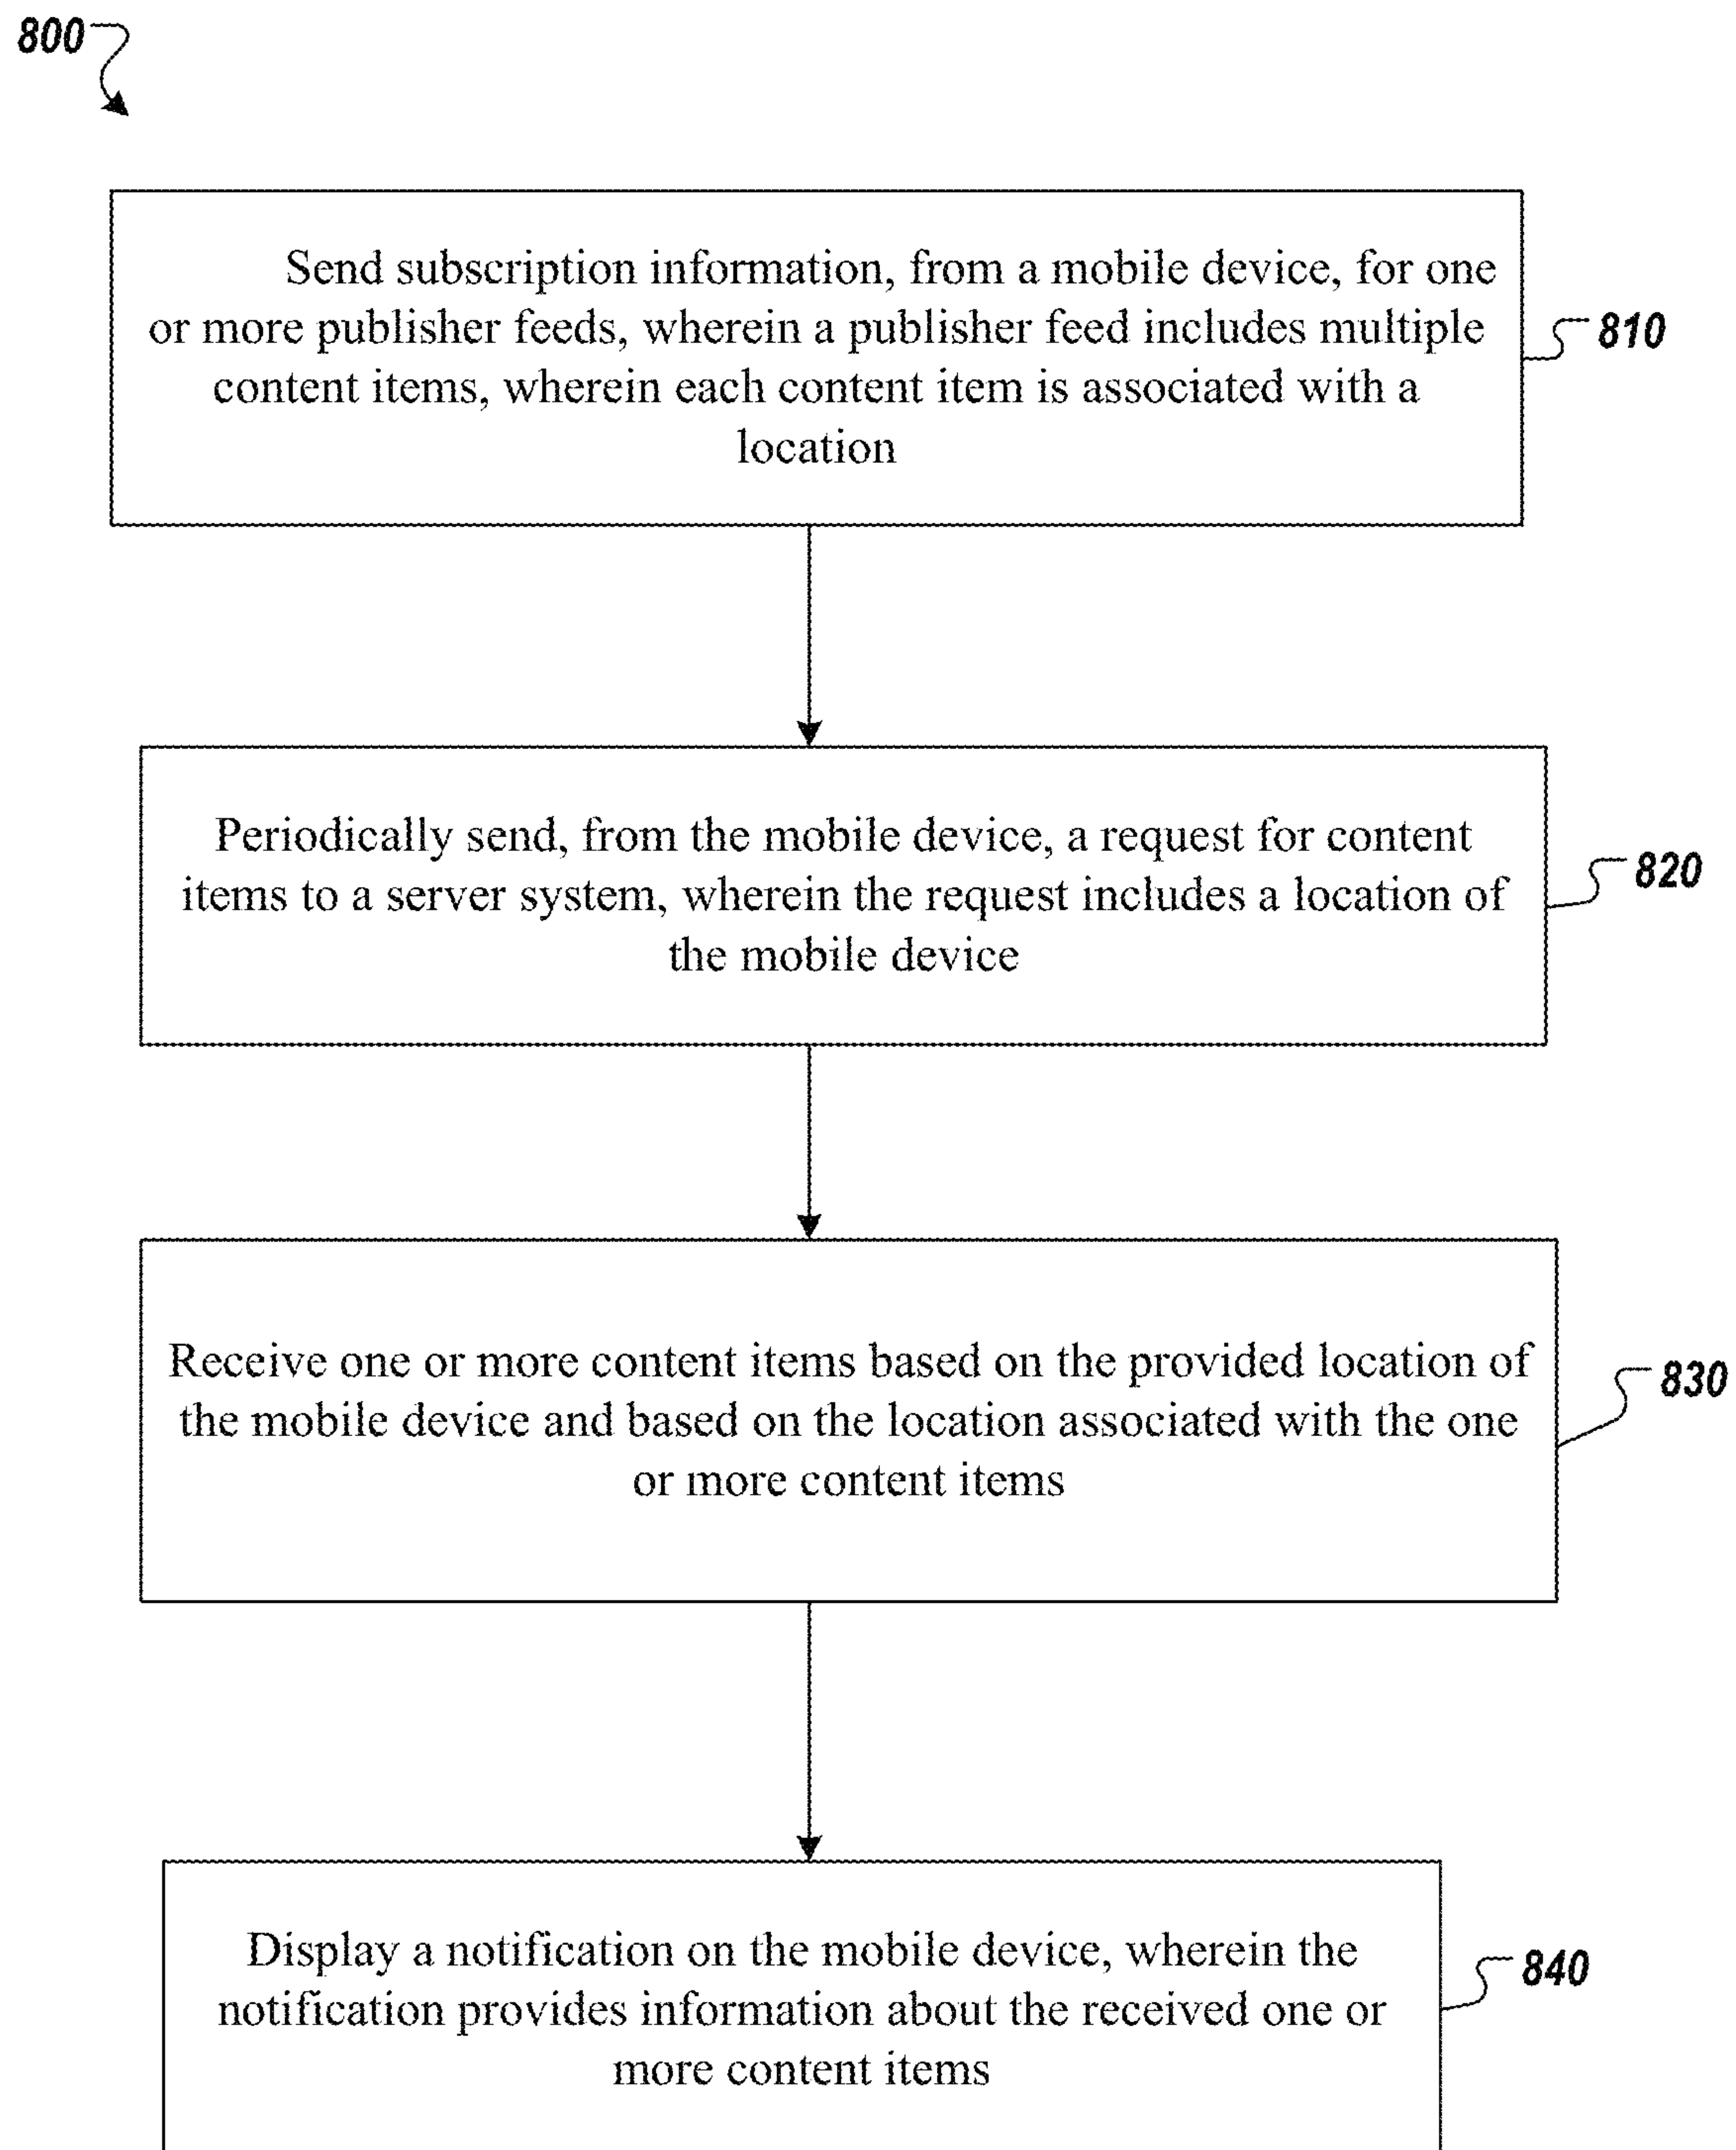 800
Send subscription information, from a mobile device, for one
or more publisher feeds, wherein a publisher feed includes multiple
content items, wherein each content item is associated with a
location
810
Periodically send, from the mobile device, a request for content
items to a server system, wherein the request includes a location of
the mobile device
820
Receive one or more content items based on the provided location of
the mobile device and based on the location associated with the one
or more content items
830
Display a notification on the mobile device, wherein the
notification provides information about the received one or
more content items
840